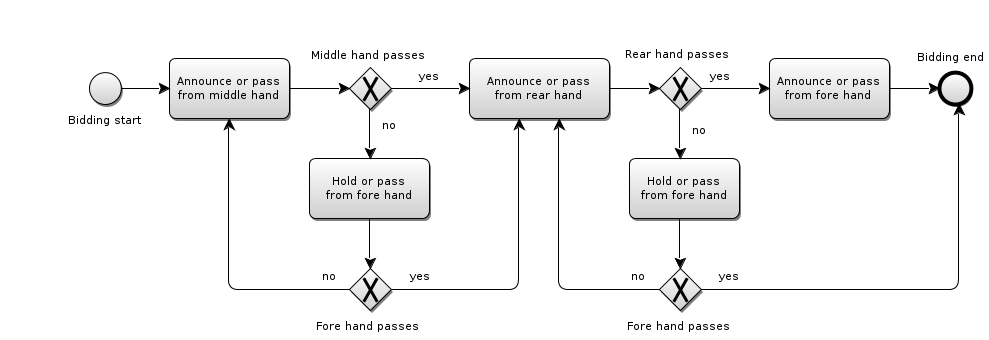 Middle hand passes
Rear hand passes
Bidding end
Announce or pass
from middle hand
yes
Announce or pass
from rear hand
yes
Announce or pass
from fore hand
Bidding start
no
no
Hold or pass
from fore hand
Hold or pass
from fore hand
no
yes
no
yes
Fore hand passes
Fore hand passes